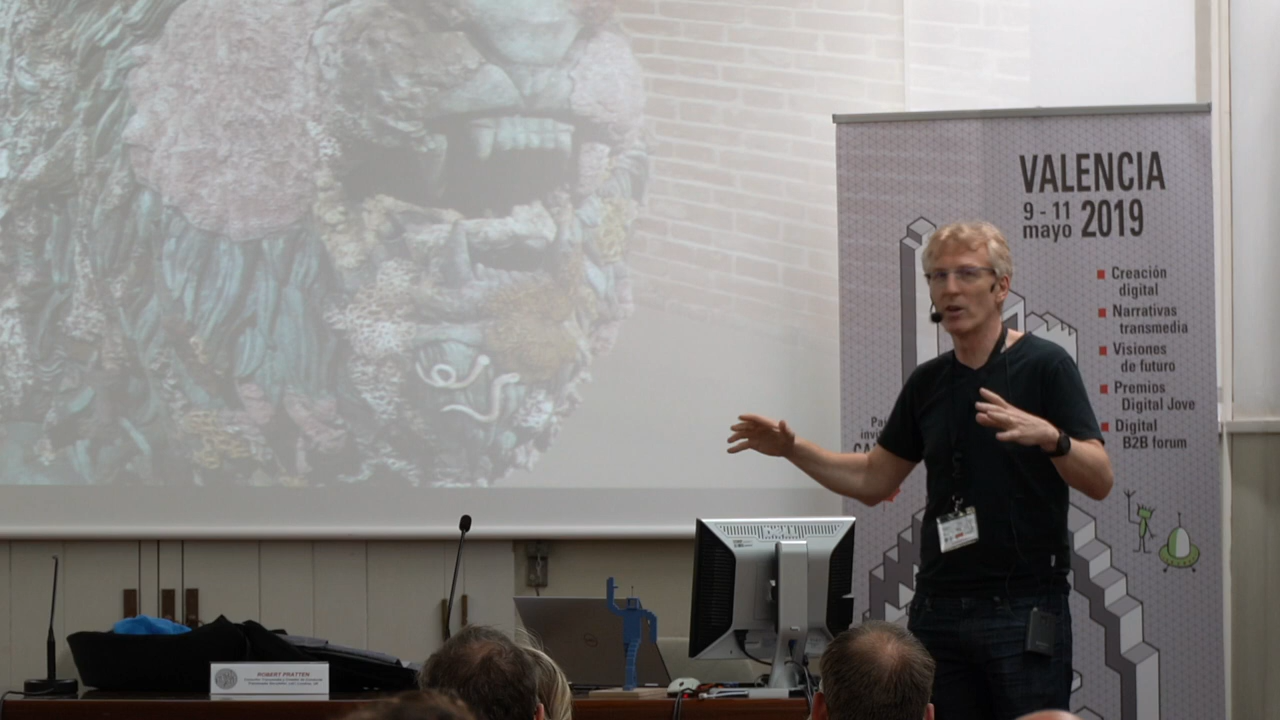 VALENCIA
9 - 11
mayo 2019
Creación
digital
Narrativas
transmedia
Visiones
de futuro
Premios
Digital Jove
Digital
B2B forum
ROBERT PRATTEN